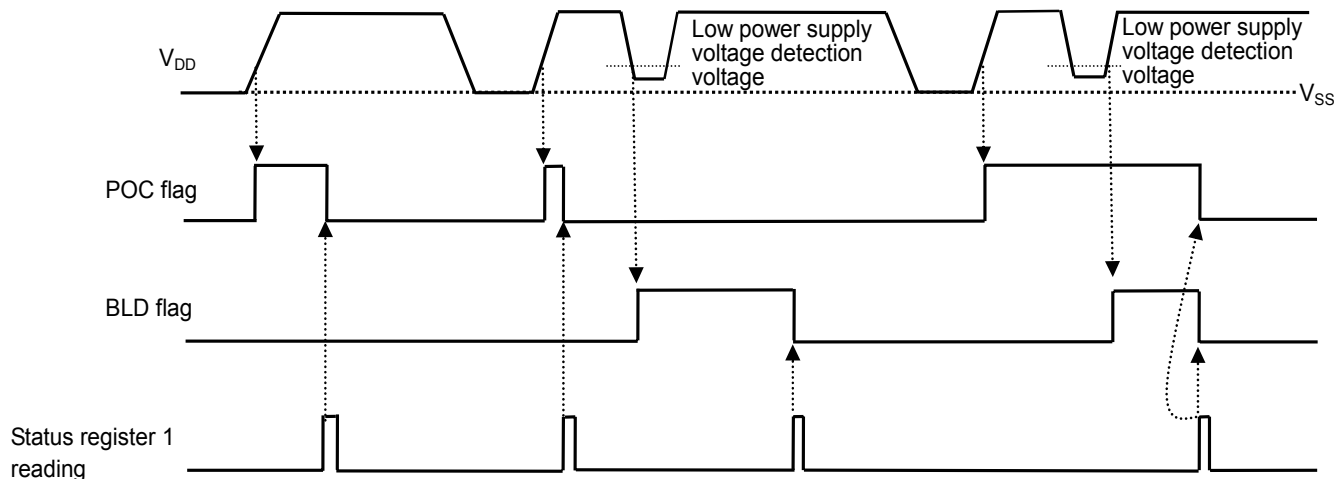 Low power supply
voltage detection
voltage
Low power supply
voltage detection
voltage
VDD
VSS
POC flag
BLD flag
Status register 1
reading